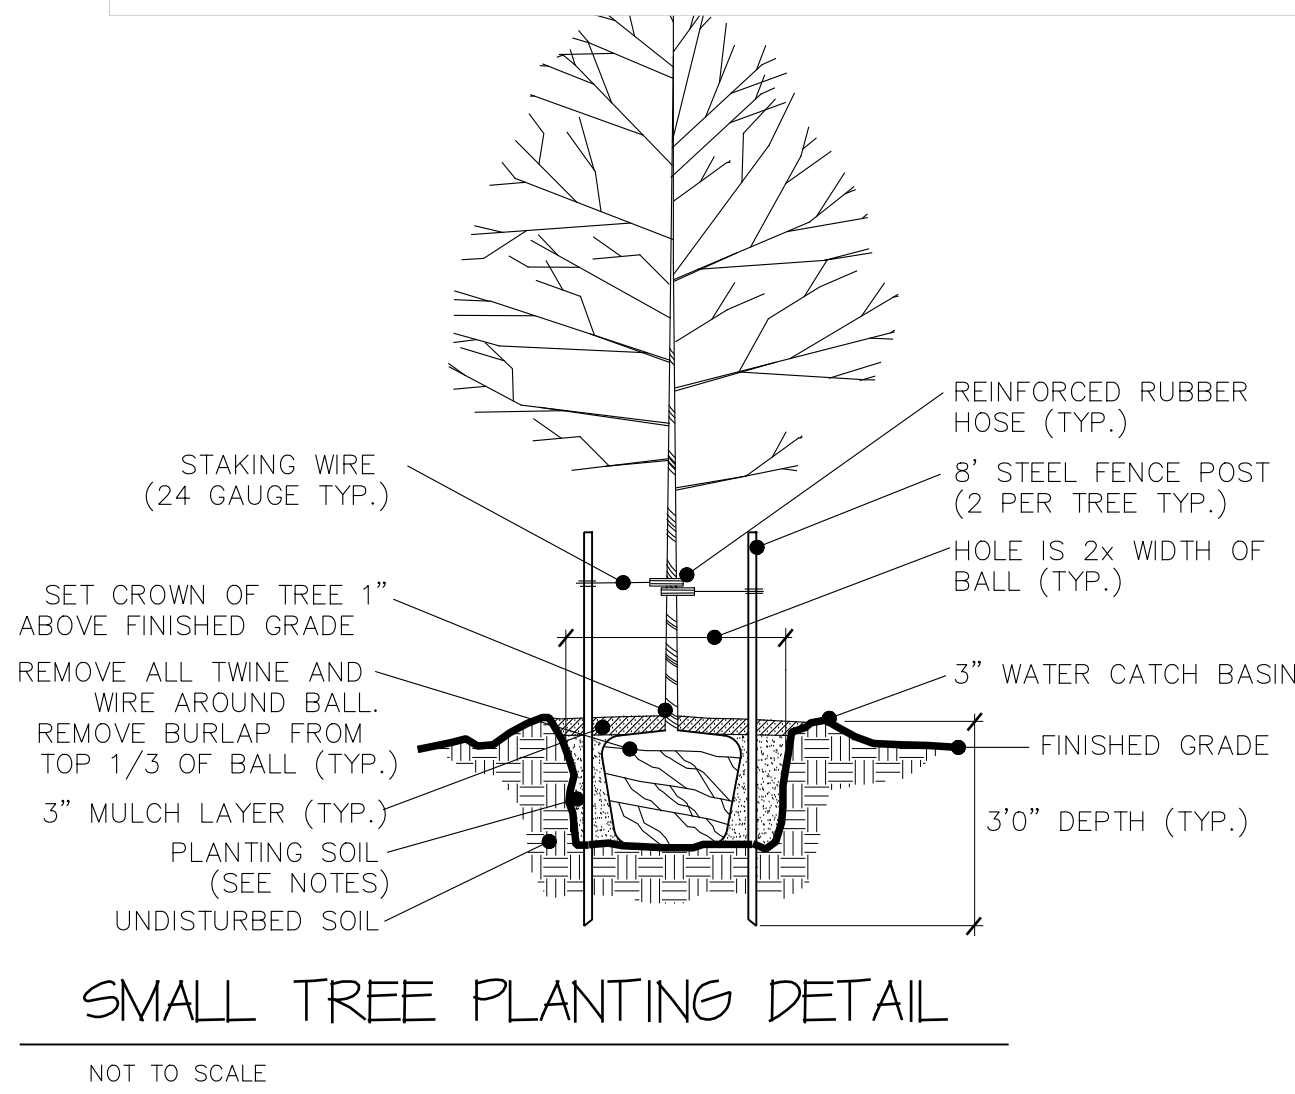 REINFORCED RUBBER
HOSE (TYP.)
STAKING WIRE
(24 GAUGE TYP.)
8' STEEL FENCE POST
(2 PER TREE TYP.)
HOLE IS 2x WIDTH OF
BALL (TYP.)
SET CROWN OF TREE 1"
ABOVE FINISHED GRADE
REMOVE ALL TWINE AND
WIRE AROUND BALL.
REMOVE BURLAP FROM
TOP 1/3 OF BALL (TYP.)
3" WATER CATCH BASIN
FINISHED GRADE
3" MULCH LAYER (TYP.)
3'0" DEPTH (TYP.)
PLANTING SOIL
(SEE NOTES)
UNDISTURBED SOIL
SMALL TREE PLANTING DETAIL
NOT TO SCALE